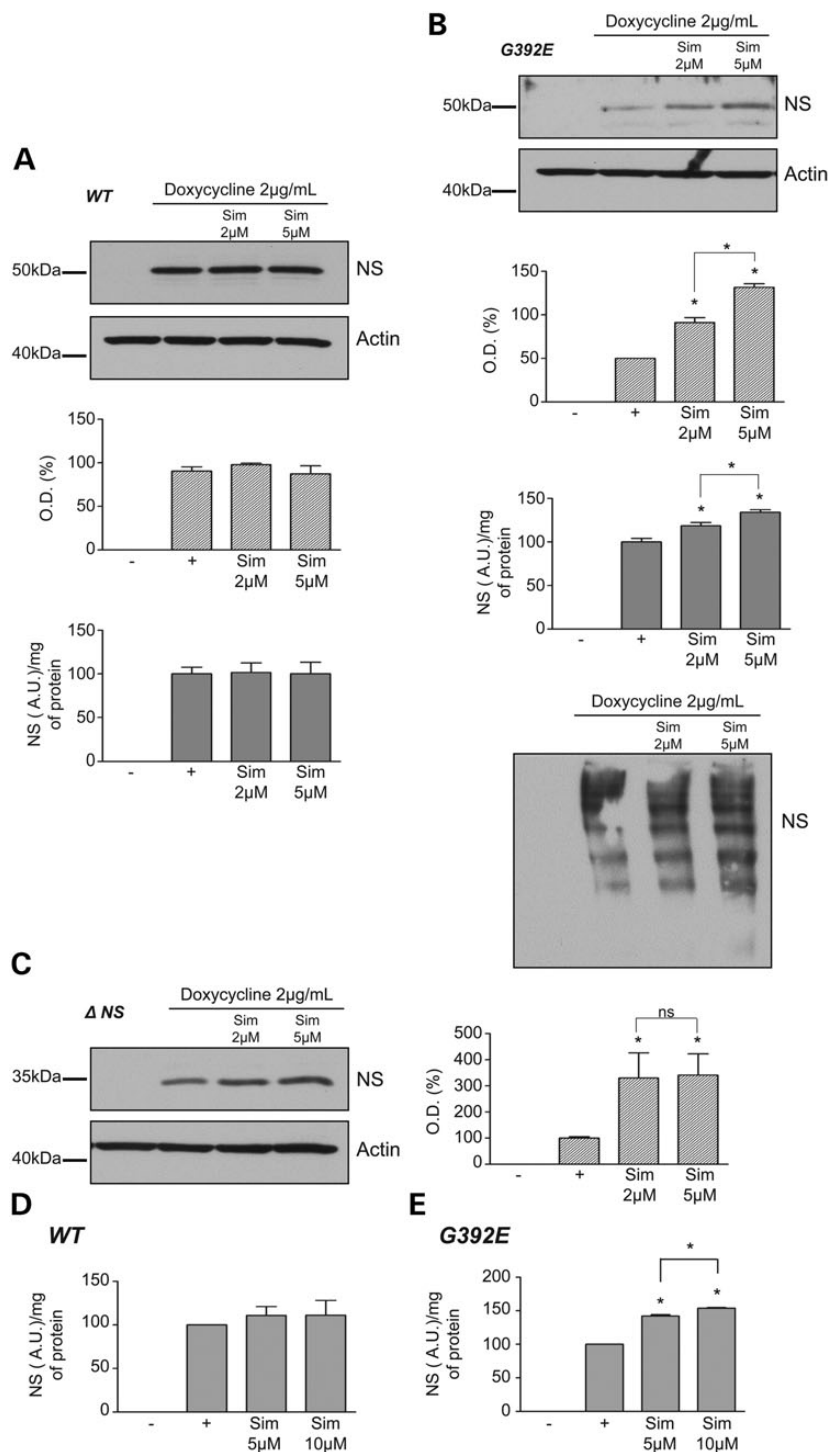 A
WT
Doxycycline 2µg/mL
Sim Sim
2µM 5µM
50kDa
NS
40kDa
Actin
150
100
50
0
O.D. (%)
- + Sim Sim
2µM 5µM
150
100
50
0
NS ( A.U.)/mg
of protein
- + Sim Sim
2µM 5µM
B
G392E
Doxycycline 2µg/mL
Sim Sim
2µM 5µM
50kDa
NS
40kDa
Actin
150
100
50
0
O.D. (%)
*
* *
- + Sim Sim
2µM 5µM
150
100
50
0
NS ( A.U.)/mg
of protein
*
* *
- + Sim Sim
2µM 5µM
Doxycycline 2µg/mL
Sim Sim
2µM 5µM
NS
C
Δ NS
Doxycycline 2µg/mL
Sim Sim
2µM 5µM
35kDa
NS
40kDa
Actin
500
400
300
200
100
0
O.D. (%)
ns
* *
- + Sim Sim
2µM 5µM
D
WT
150
100
50
0
NS ( A.U.)/mg
of protein
- + Sim Sim
5µM 10µM
E
G392E
200
150
100
50
0
NS ( A.U.)/mg
of protein
*
* *
- + Sim Sim
5µM 10µM